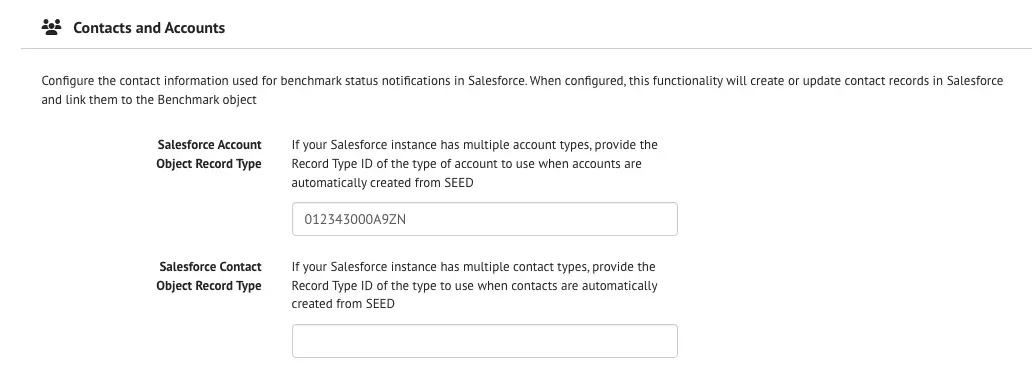 Contacts and Accounts
Configure the contact information used for benchmark status notifications in Salesforce. When configured, this functionality will create or update contact records in Salesforce
and link them to the Benchmark object
Salesforce Account
Object Record Type
If your Salesforce instance has multiple account types, provide the
Record Type ID of the type of account to use when accounts are
automatically created from SEED
012343000A9ZN
Salesforce Contact
Object Record Type
If your Salesforce instance has multiple contact types, provide the
Record Type ID of the type to use when contacts are automatically
created from SEED